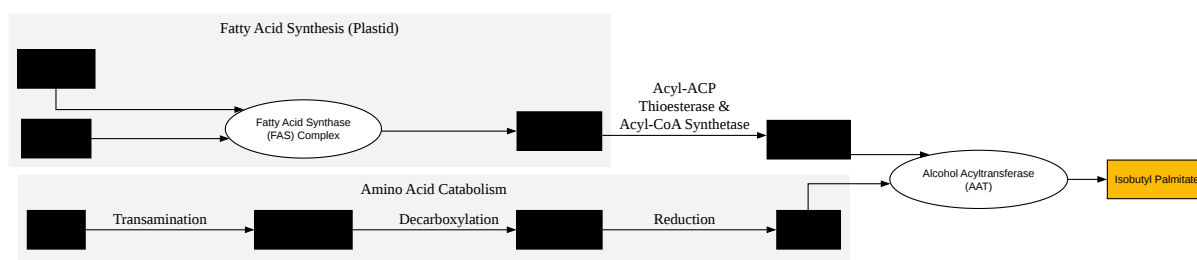 Fatty Acid Synthesis (Plastid)
Fatty Acid Synthase
(FAS) Complex
Acyl-ACP
Thioesterase &
Acyl-CoA Synthetase
Alcohol Acyltransferase
(AAT)
Isobutyl Palmitate
Amino Acid Catabolism
Transamination
Decarboxylation
Reduction